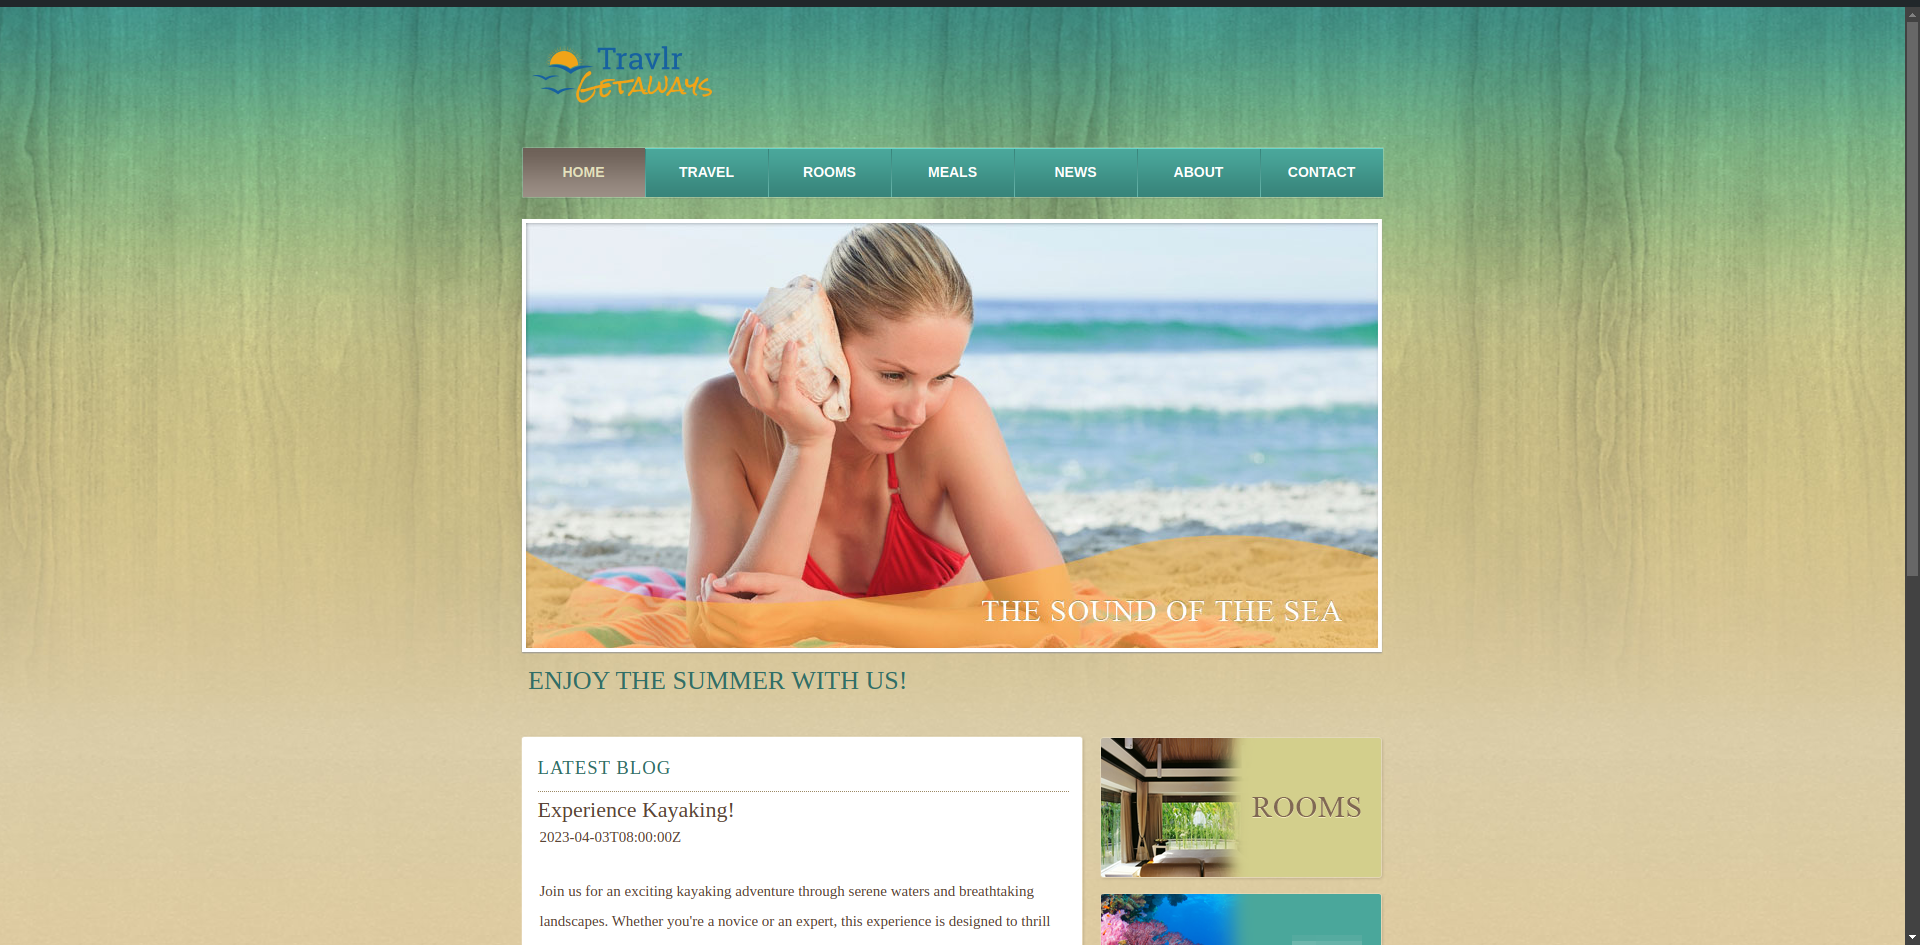 Travlr
Getaways
HOME TRAVEL ROOMS MEALS NEWS ABOUT CONTACT
THE SOUND OF THE SEA
ENJOY THE SUMMER WITH US!
LATEST BLOG
Experience Kayaking!
2023-04-03T08:00:00Z
Join us for an exciting kayaking adventure through serene waters and breathtaking
landscapes. Whether you're a novice or an expert, this experience is designed to thrill
ROOMS